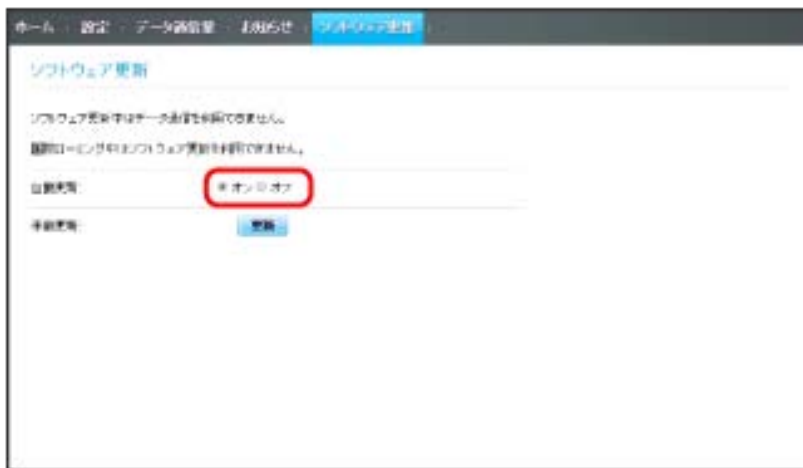 ホーム 設定 データ通信量 お知らせ ソフトウェア更新
ソフトウェア更新
ソフトウェア更新中はデータ通信を利用できません。
国際ローミング中はソフトウェア更新を利用できません。
自動更新 オン オフ
手動更新 更新